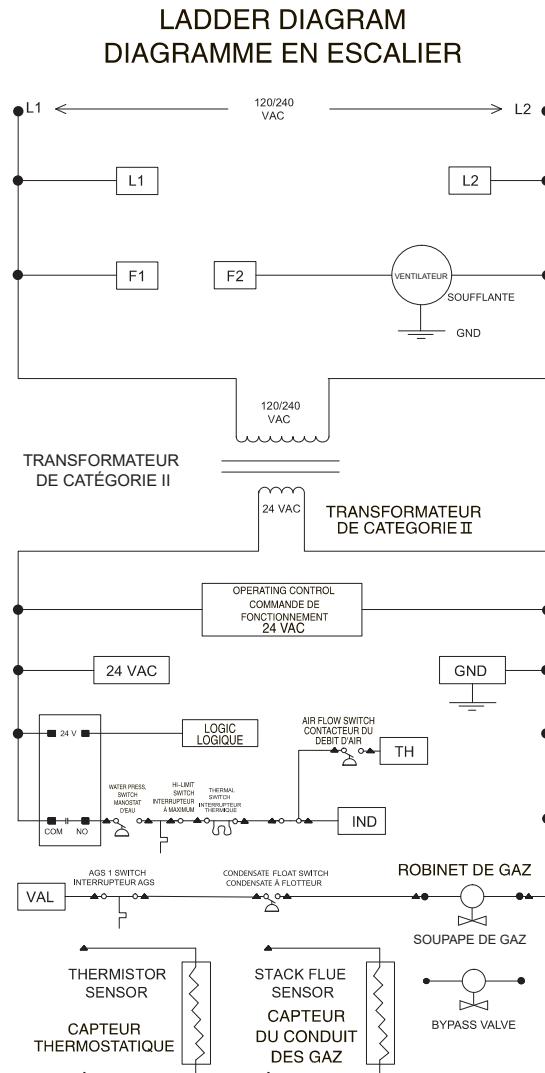 LADDER DIAGRAM
DIAGRAMME EN ESCALIER
L1
120/240
VAC
L2
L1
L2
F1
F2
VENTILATEUR
SOUFFLANTE
GND
120/240
VAC
TRANSFORMATEUR
DE CATÉGORIE II
24 VAC
TRANSFORMATEUR
DE CATEGORIE II
OPERATING CONTROL
COMMANDE DE
FONCTIONNEMENT
24 VAC
24 VAC
GND
24 V
LOGIC
LOGIQUE
AIR FLOW SWITCH
CONTACTEUR DU
DEBIT D'AIR
TH
WATER PRESS,
SWITCH
MANOSTAT
D'EAU
HI-LIMIT
SWITCH
INTERRUPTEUR
À MAXIMUM
THERMAL
SWITCH
INTERRUPTEUR
THERMIQUE
COM
NO
IND
VAL
AGS 1 SWITCH
INTERRUPTEUR AGS
CONDENSATE FLOAT SWITCH
CONDENSATE À FLOTTEUR
ROBINET DE GAZ
SOUPAPE DE GAZ
THERMISTOR
SENSOR
CAPTEUR
THERMOSTATIQUE
STACK FLUE
SENSOR
CAPTEUR
DU CONDUIT
DES GAZ
BYPASS VALVE